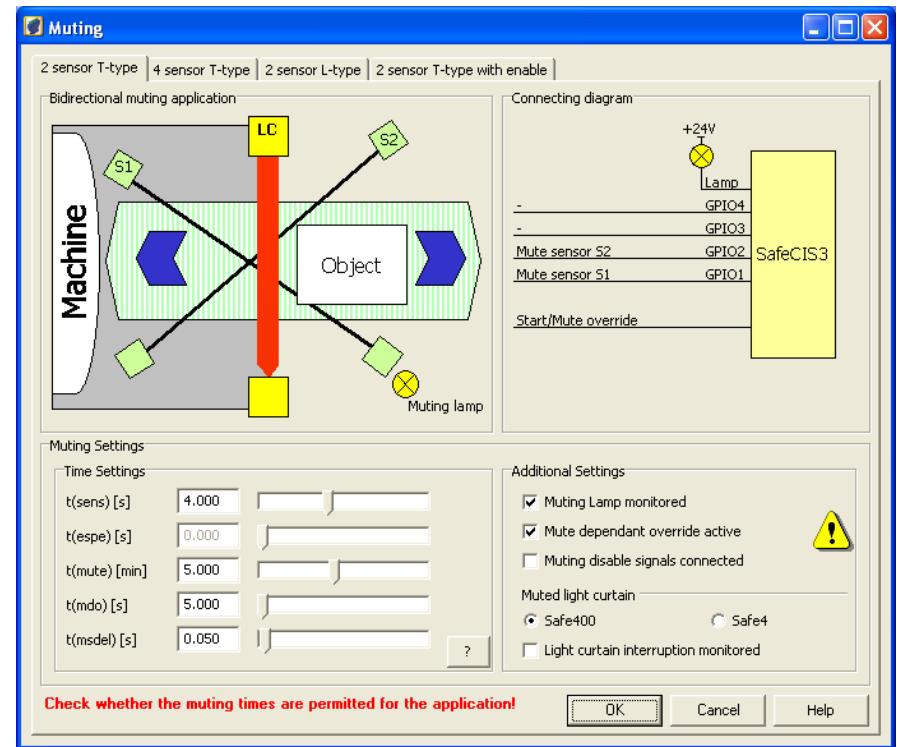 Muting
2 sensor T-type
4 sensor T-type
2 sensor L-type
2 sensor T-type with enable
Bidirectional muting application
LC
S2
S1
Machine
Object
Muting lamp
Connecting diagram
+24V
Lamp
- GPIO4
- GPIO3
Mute sensor S2 GPIO2
SafeCIS3
Mute sensor S1 GPIO1
Start/Mute override
Muting Settings
Time Settings
t(sens) [s] 4.000
t(espe) [s] 0.000
t(mute) [min] 5.000
t(mdo) [s] 5.000
t(msdel) [s] 0.050
?
Additional Settings
Muting Lamp monitored
Mute dependant override active
!
Muting disable signals connected
Muted light curtain
Safe400 Safe4
Light curtain interruption monitored
Check whether the muting times are permitted for the application!
OK Cancel Help